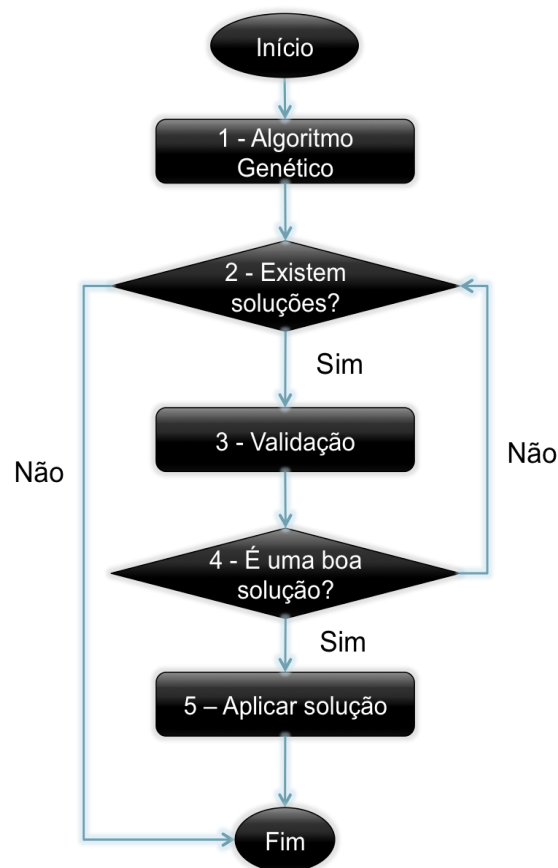 Início
1 - Algoritmo
Genético
2 - Existem
soluções?
Sim
3 - Validação
Não
Não
4 - É uma boa
solução?
Sim
5 – Aplicar solução
Fim